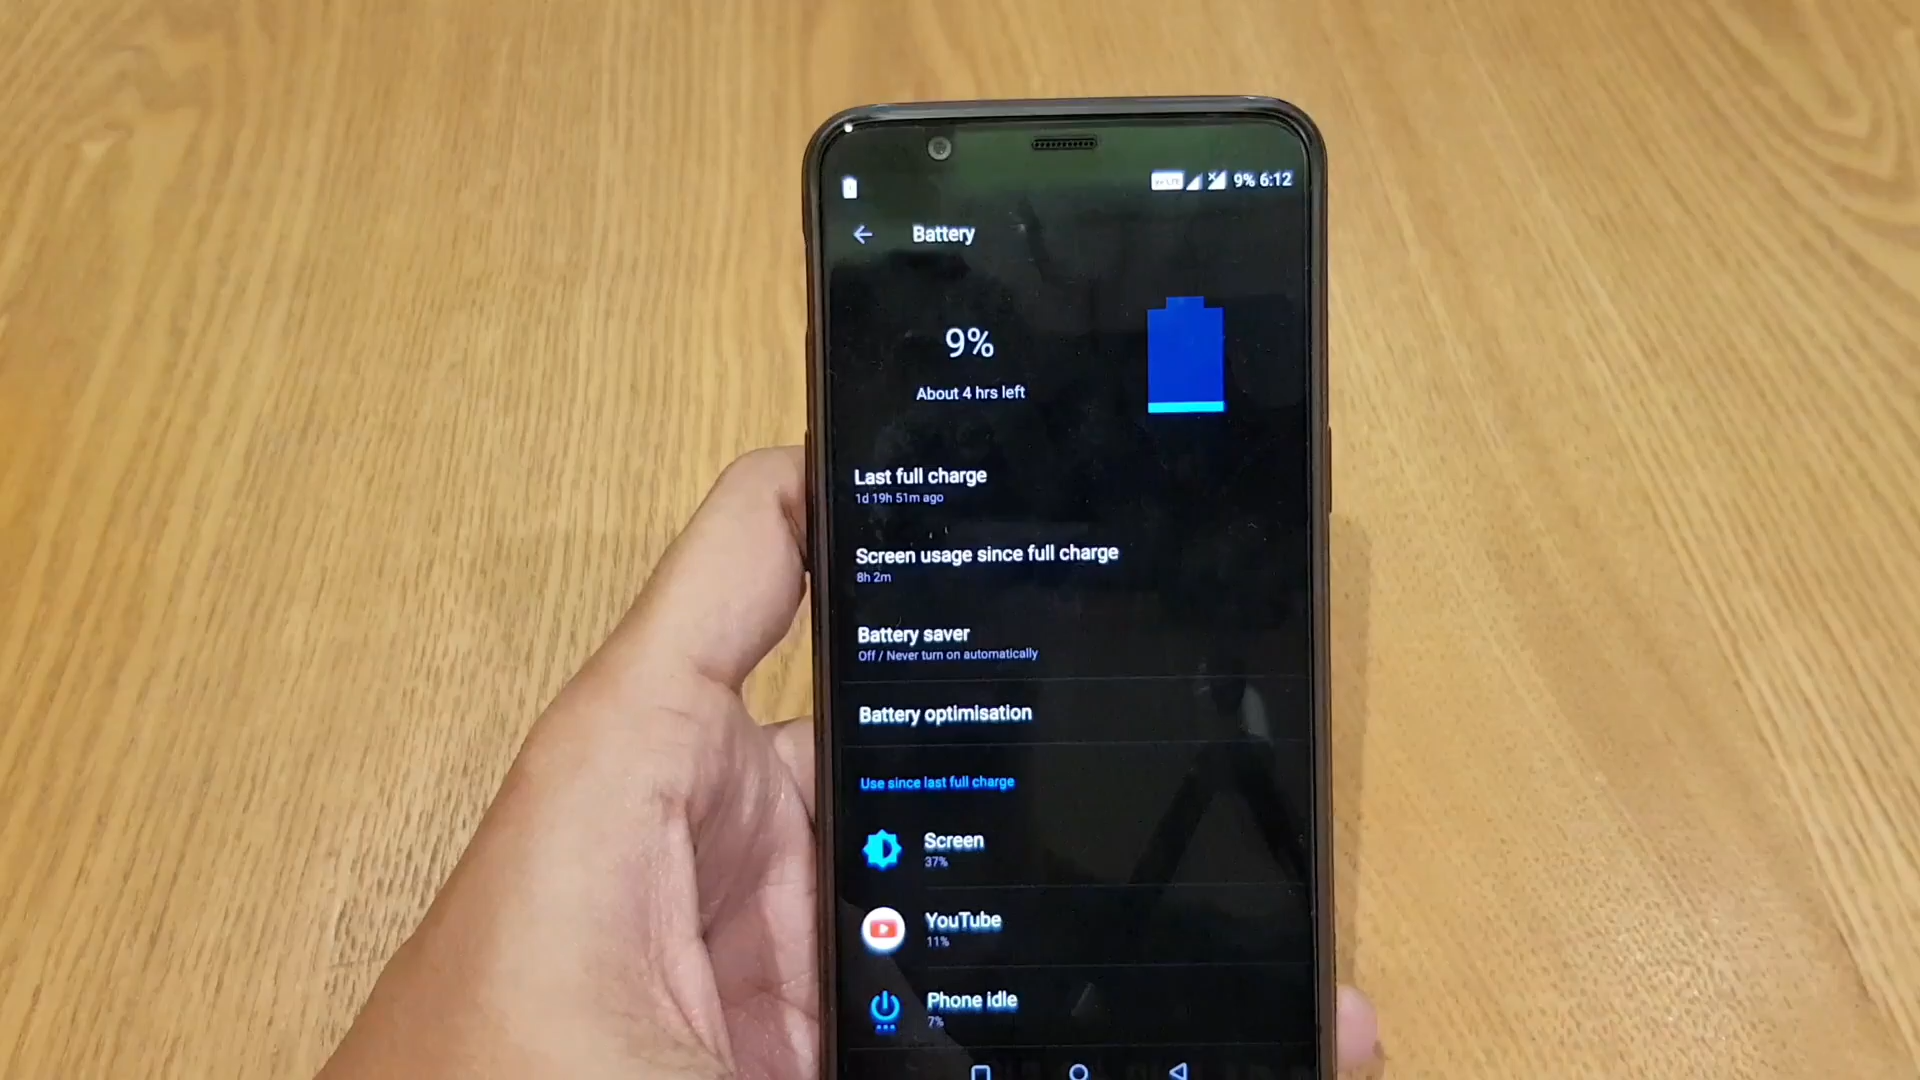 9% 6:12
Battery
9%
About 4 hrs left
Last full charge
1d 19h 51m ago
Screen usage since full charge
8h 2m
Battery saver
Off / Never turn on automatically
Battery optimisation
Use since last full charge
Screen
37%
YouTube
11%
Phone idle
7%